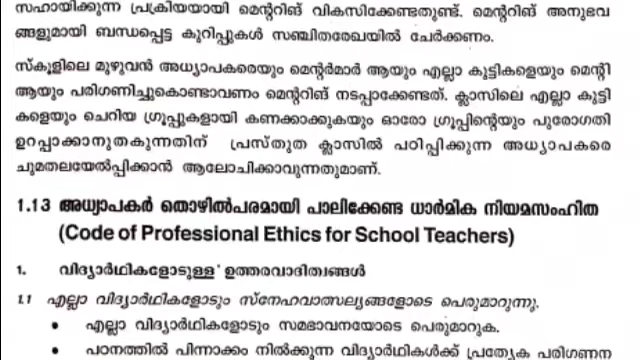 സഹായിക്കുന്ന പ്രക്രിയയായി മെന്ററിങ് വികസിക്കേണ്ടതുണ്ട്. മെന്ററിങ് അനുഭവ
ങ്ങളുമായി ബന്ധപ്പെട്ട കുറിപ്പുകൾ സഞ്ചിതരേഖയിൽ ചേർക്കണം.
സ്കൂളിലെ മുഴുവൻ അധ്യാപകരെയും മെന്റർമാർ ആയും എല്ലാ കുട്ടികളെയും മെന്റി
ആയും പരിഗണിച്ചുകൊണ്ടാവണം മെന്ററിങ് നടപ്പാക്കേണ്ടത്. ക്ലാസിലെ എല്ലാ കുട്ടി
കളെയും ചെറിയ ഗ്രൂപ്പുകളായി കണക്കാക്കുകയും ഓരോ ഗ്രൂപ്പിന്റെയും പുരോഗതി
ഉറപ്പാക്കാനുതകുന്നതിന് പ്രസ്തുത ക്ലാസിൽ പഠിപ്പിക്കുന്ന അധ്യാപകരെ
ചുമതലയേൽപ്പിക്കാൻ ആലോചിക്കാവുന്നതുമാണ്.
1.13 അധ്യാപകർ തൊഴിൽപരമായി പാലിക്കേണ്ട ധാർമിക നിയമസംഹിത
(Code of Professional Ethics for School Teachers)
1. വിദ്യാർഥികളോടുള്ള ഉത്തരവാദിത്വങ്ങൾ
1.1 എല്ലാ വിദ്യാർഥികളോടും സ്നേഹവാത്സല്യങ്ങളോടെ പെരുമാറുന്നു.
• എല്ലാ വിദ്യാർഥികളോടും സമഭാവനയോടെ പെരുമാറുക.
• പഠനത്തിൽ പിന്നാക്കം നിൽക്കുന്ന വിദ്യാർഥികൾക്ക് പ്രത്യേക പരിഗണന